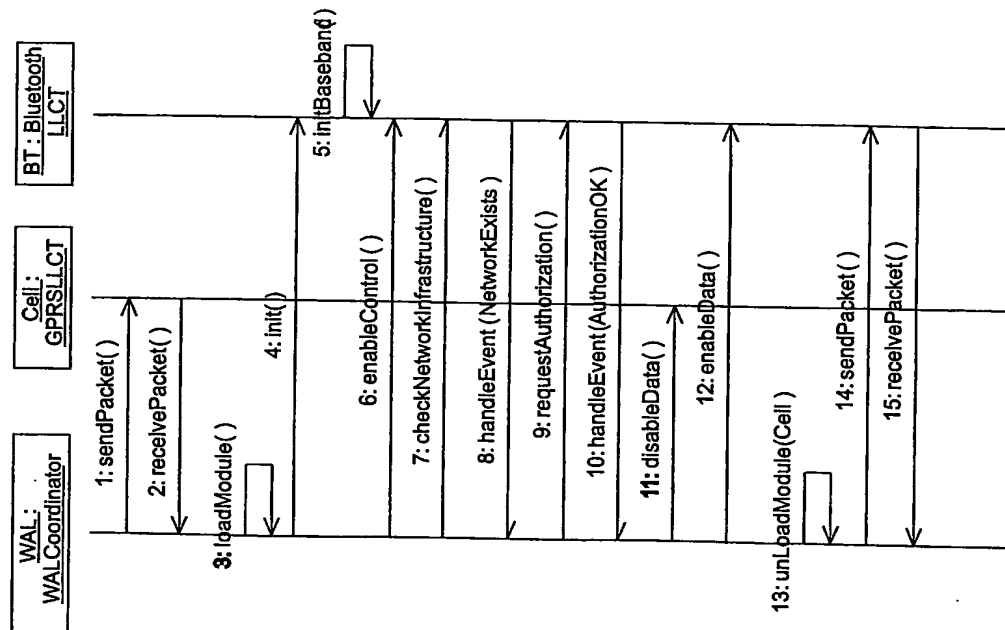 WAL :
WALCoordinator
Cell :
GPRSLLCT
BT : Bluetooth
LLCT
1: sendPacket( )
2: receivePacket( )
3: loadModule( )
4: init( )
5: initBaseband( )
6: enableControl ( )
7: checkNetworkInfrastructure( )
8: handleEvent ( NetworkExists )
9: requestAuthorization( )
10: handleEvent ( AuthorizationOK )
11: disableData( )
12: enableData( )
13: unLoadModule(Cell)
14: sendPacket( )
15: receivePacket( )